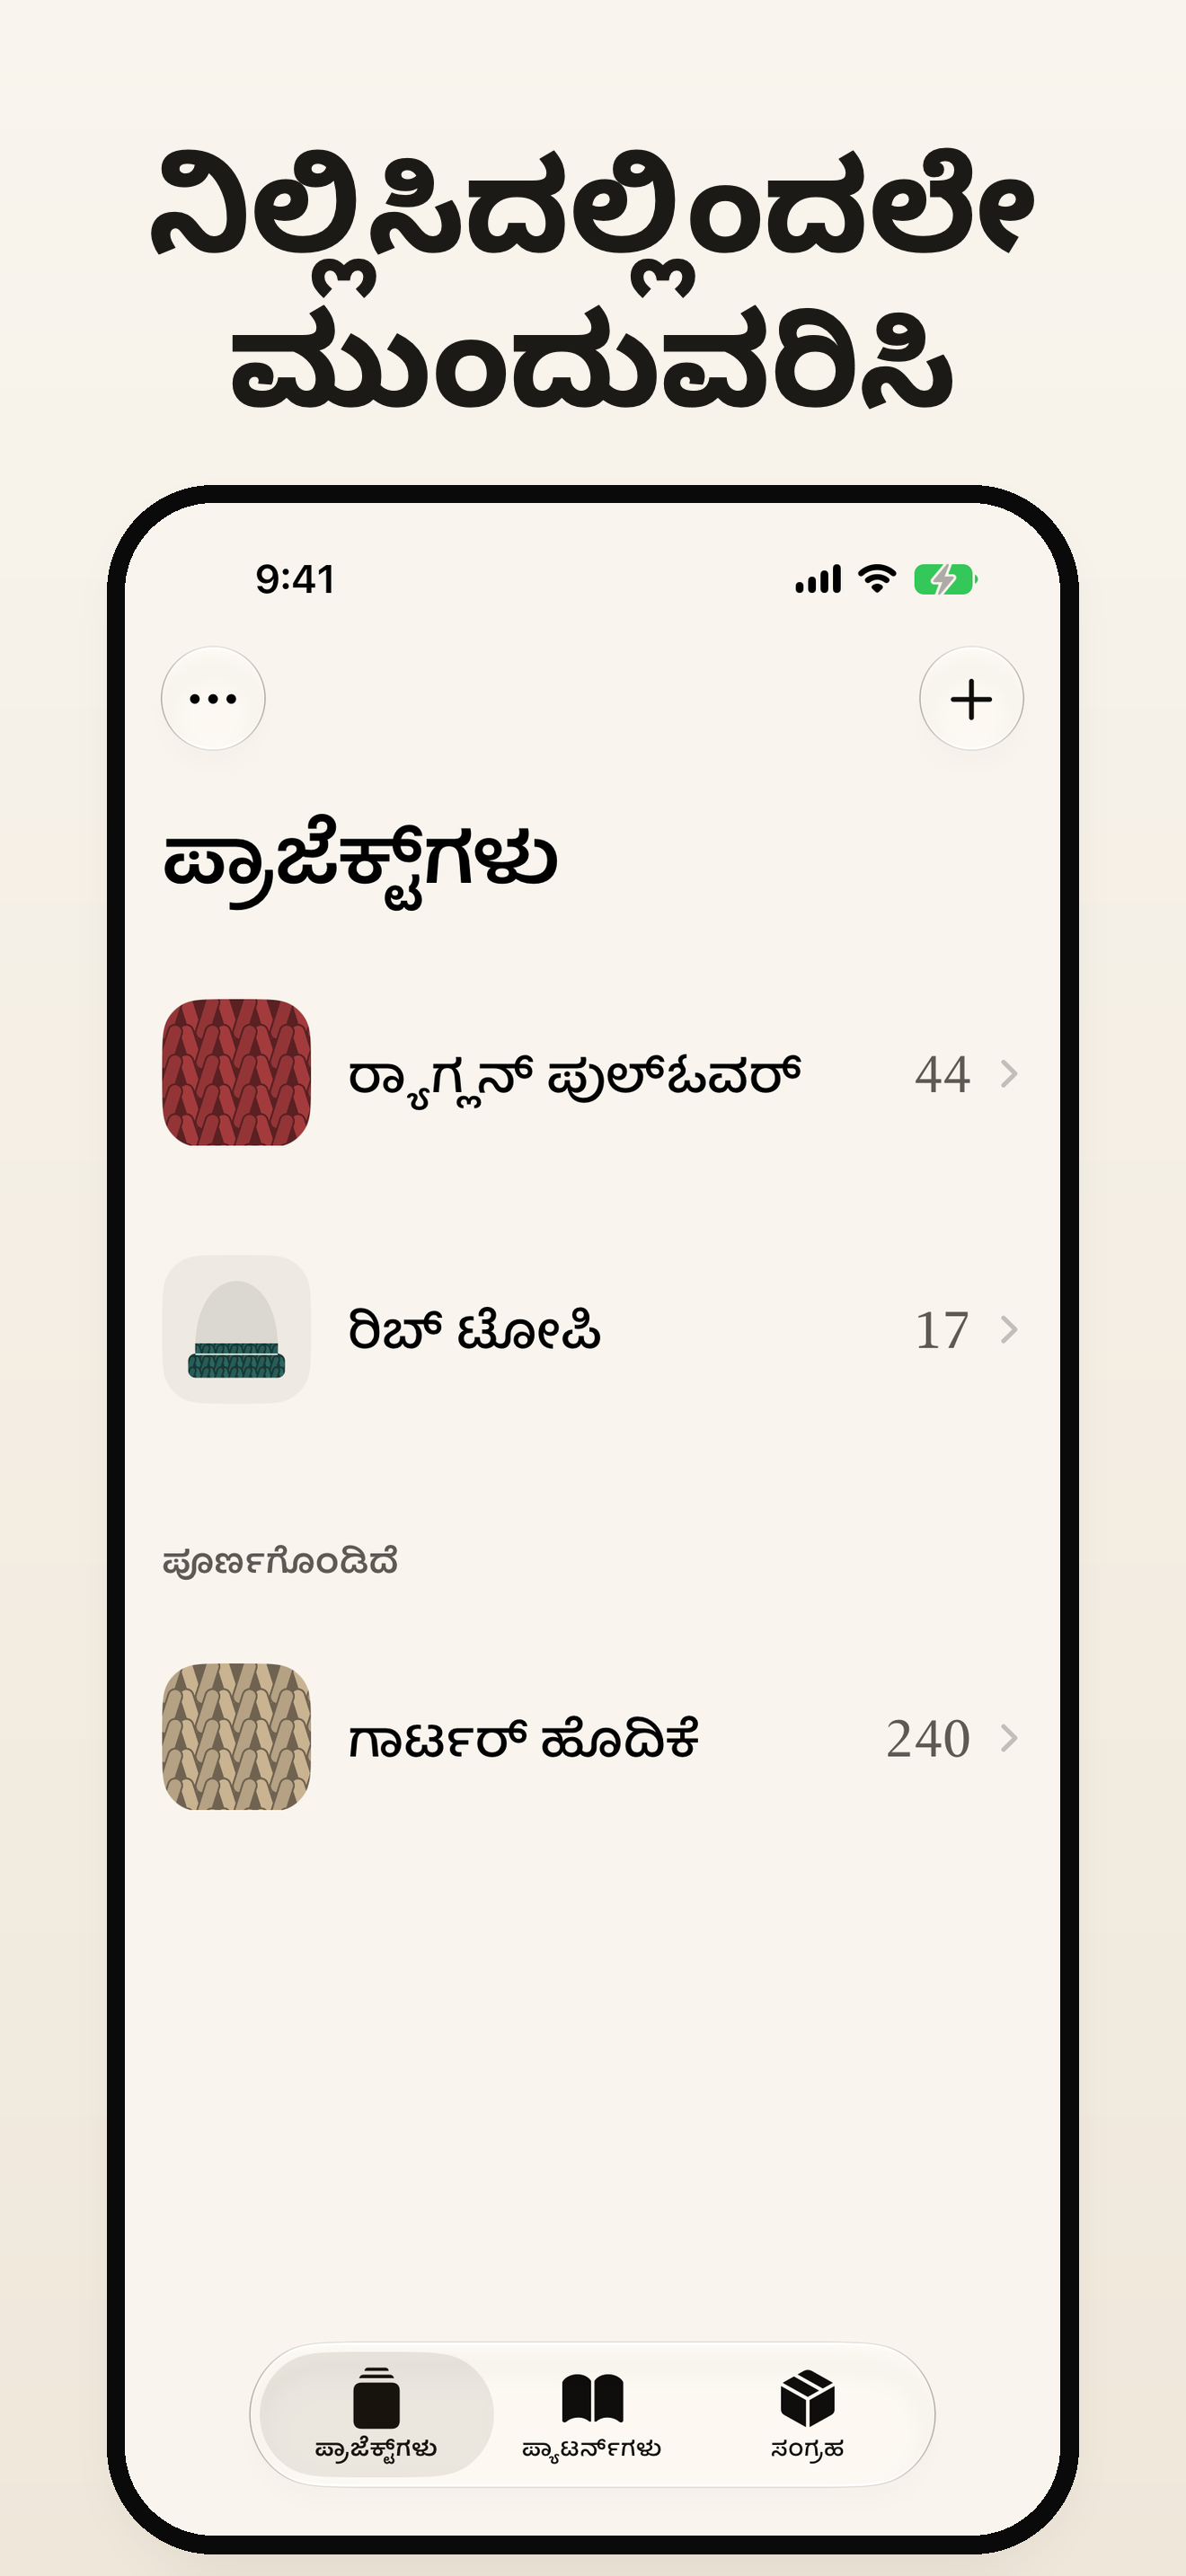 ನಿಲ್ಲಿಸಿದಲ್ಲಿಂದಲೇ
ಮುಂದುವರಿಸಿ
9:41
ಪ್ರಾಜೆಕ್ಟ್‌ಗಳು
ರ‍್ಯಾಗ್ಲನ್ ಪುಲ್‌ಓವರ್ 44
ರಿಬ್ ಟೋಪಿ 17
ಪೂರ್ಣಗೊಂಡಿದೆ
ಗಾರ್ಟರ್ ಹೊದಿಕೆ 240
ಪ್ರಾಜೆಕ್ಟ್‌ಗಳು ಪ್ಯಾಟರ್ನ್‌ಗಳು ಸಂಗ್ರಹ